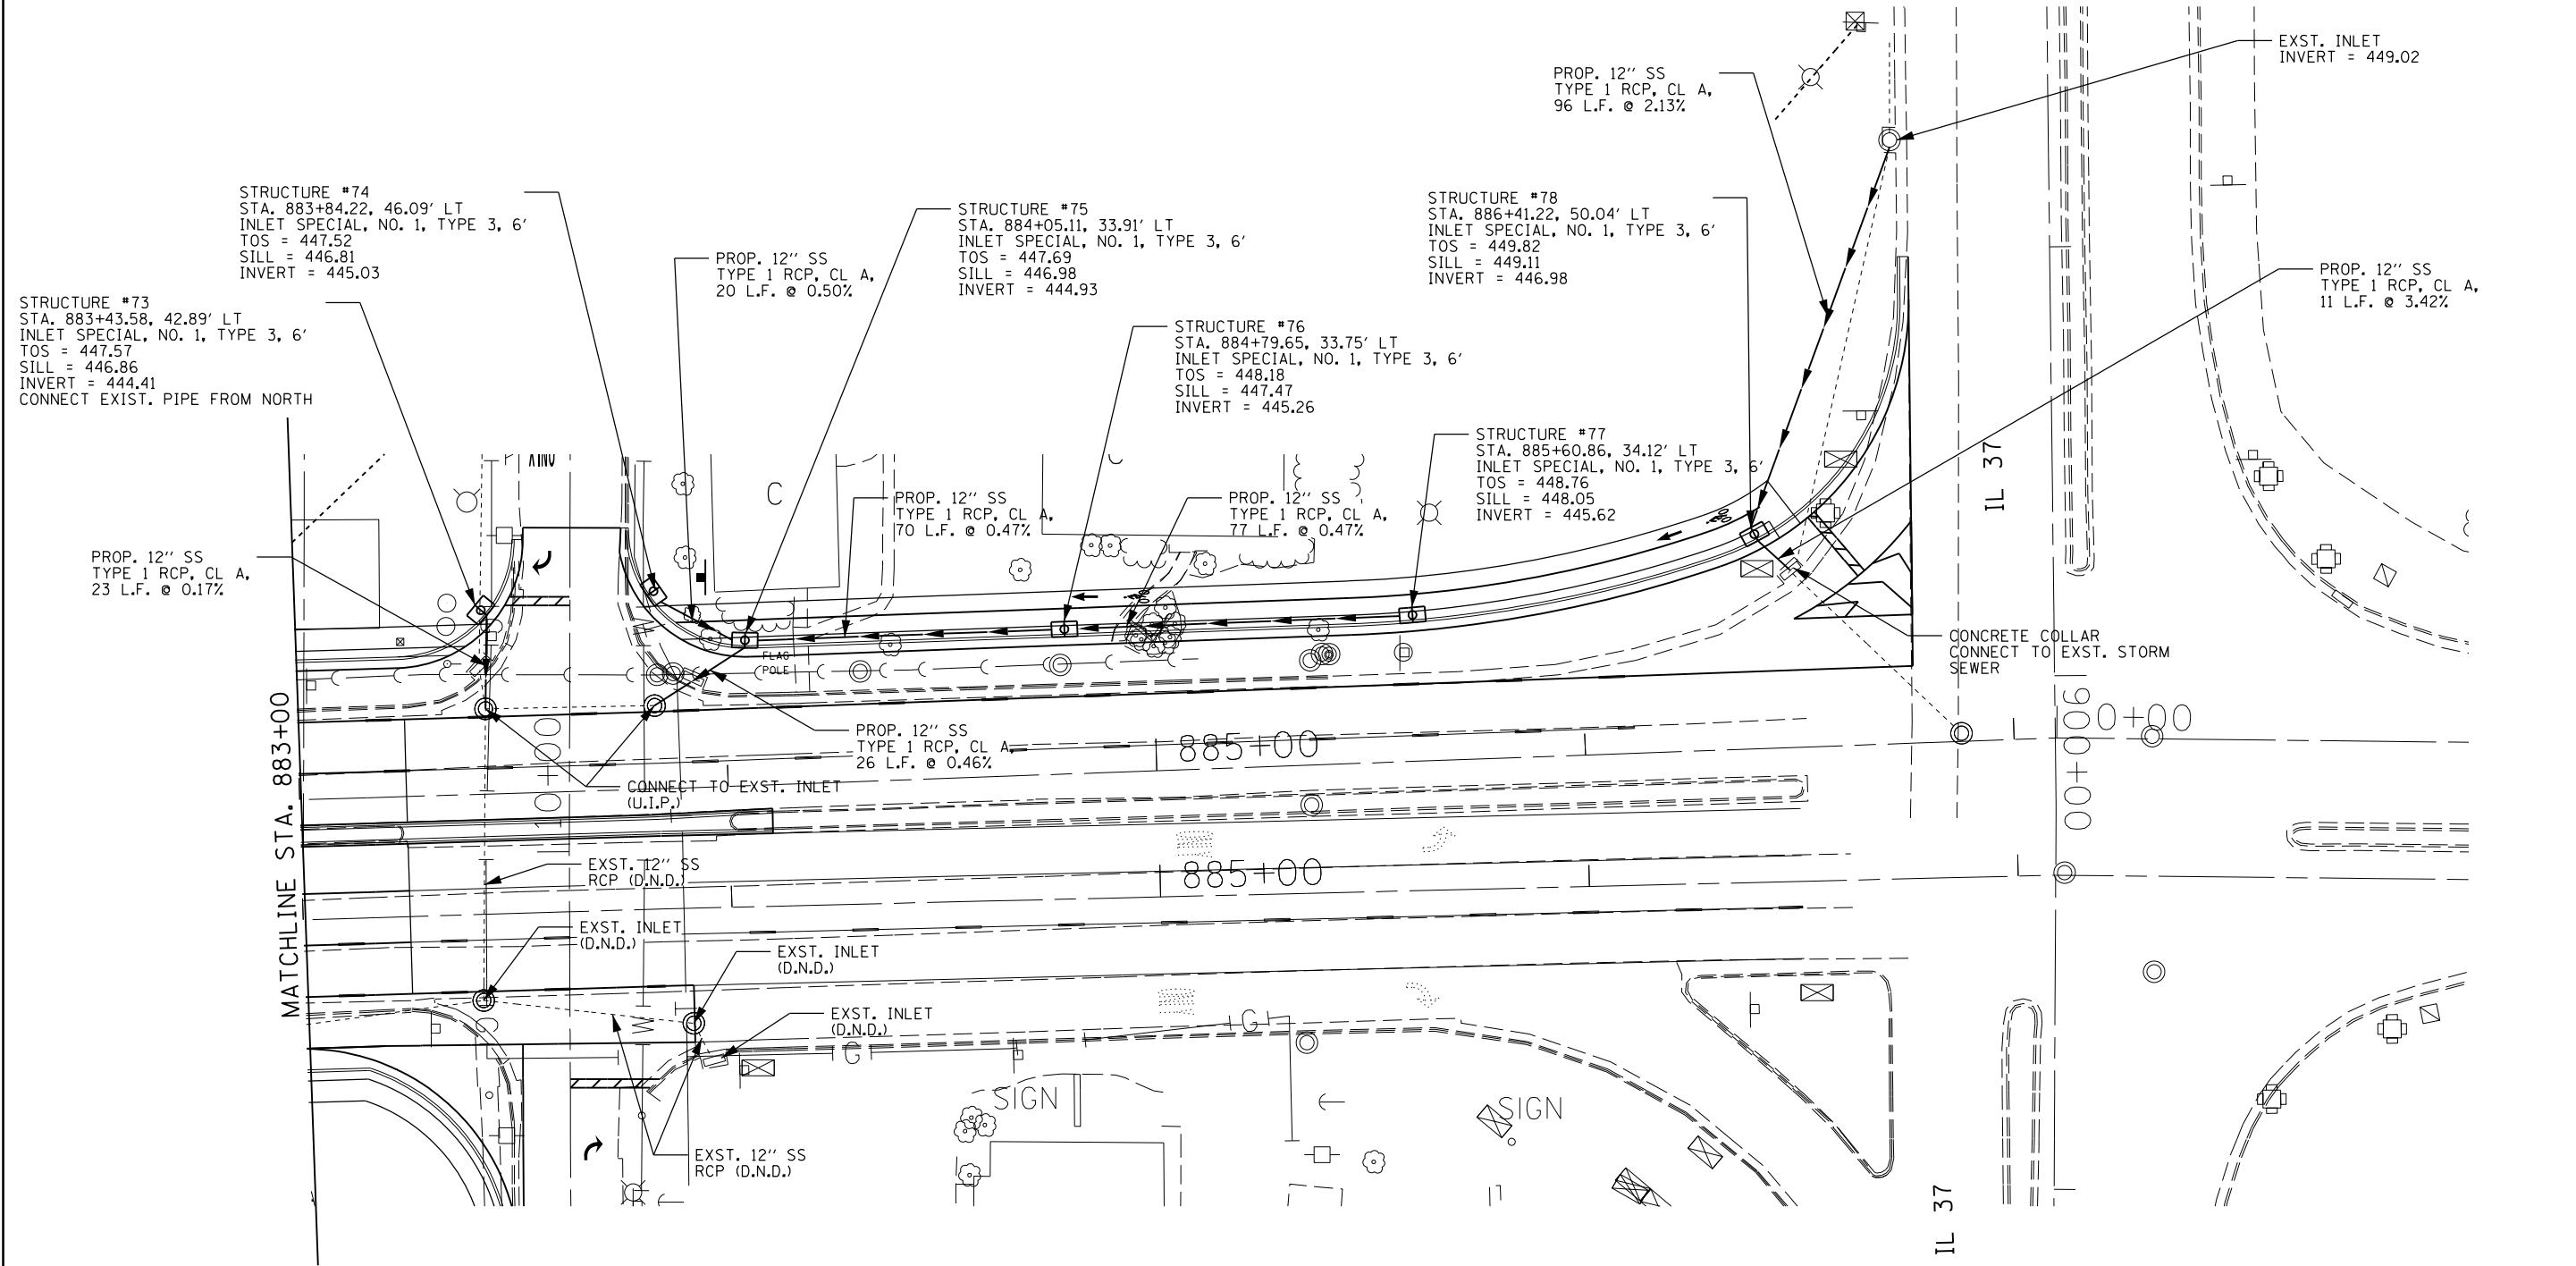 EXST. INLET
INVERT = 449.02
PROP. 12'' SS
TYPE 1 RCP, CL A,
96 L.F. @ 2.13%
STRUCTURE #74
STA. 883+84.22, 46.09' LT
INLET SPECIAL, NO. 1, TYPE 3, 6'
TOS = 447.52
SILL = 446.81
INVERT = 445.03
STRUCTURE #75
STA. 884+05.11, 33.91' LT
INLET SPECIAL, NO. 1, TYPE 3, 6'
TOS = 447.69
SILL = 446.98
INVERT = 444.93
STRUCTURE #78
STA. 886+41.22, 50.04' LT
INLET SPECIAL, NO. 1, TYPE 3, 6'
TOS = 449.82
SILL = 449.11
INVERT = 446.98
PROP. 12'' SS
TYPE 1 RCP, CL A,
20 L.F. @ 0.50%
PROP. 12'' SS
TYPE 1 RCP, CL A,
11 L.F. @ 3.42%
STRUCTURE #73
STA. 883+43.58, 42.89' LT
INLET SPECIAL, NO. 1, TYPE 3, 6'
TOS = 447.57
SILL = 446.86
INVERT = 444.41
CONNECT EXIST. PIPE FROM NORTH
STRUCTURE #76
STA. 884+79.65, 33.75' LT
INLET SPECIAL, NO. 1, TYPE 3, 6'
TOS = 448.18
SILL = 447.47
INVERT = 445.26
STRUCTURE #77
STA. 885+60.86, 34.12' LT
INLET SPECIAL, NO. 1, TYPE 3, 6'
TOS = 448.76
SILL = 448.05
INVERT = 445.62
IL 37
C
PROP. 12'' SS
TYPE 1 RCP, CL A,
70 L.F. @ 0.47%
PROP. 12'' SS
TYPE 1 RCP, CL A,
77 L.F. @ 0.47%
PROP. 12'' SS
TYPE 1 RCP, CL A,
23 L.F. @ 0.17%
FLAG
POLE
CONCRETE COLLAR
CONNECT TO EXST. STORM
SEWER
MATCHLINE STA. 883+00
PROP. 12'' SS
TYPE 1 RCP, CL A,
26 L.F. @ 0.46%
885+00
900+00
0+00
CONNECT TO EXST. INLET
(U.I.P.)
EXST. 12'' SS
RCP (D.N.D.)
885+00
EXST. INLET
(D.N.D.)
EXST. INLET
(D.N.D.)
EXST. INLET
(D.N.D.)
W
G
G
SIGN
SIGN
EXST. 12'' SS
RCP (D.N.D.)
IL 37